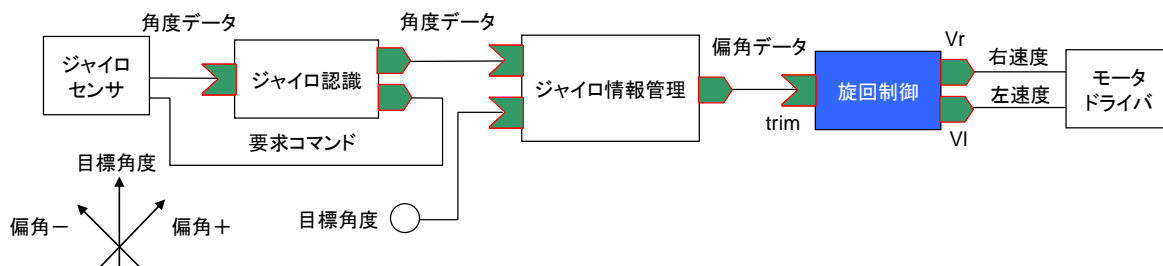 角度データ
角度データ
偏角データ
Vr
右速度
ジャイロ
センサ
ジャイロ認識
ジャイロ情報管理
旋回制御
モータ
ドライバ
左速度
trim
Vl
要求コマンド
目標角度
目標角度
偏角－
偏角＋